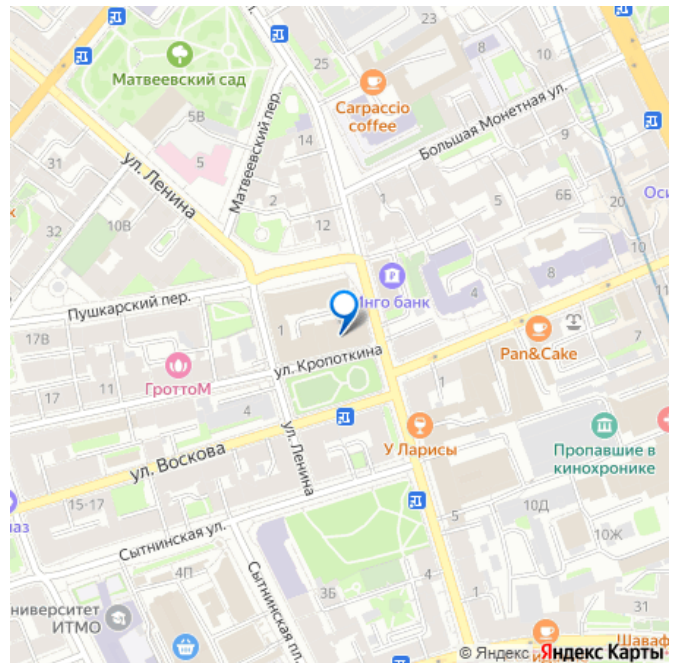 23
25
8
Матвеевский сад
Carpaccio
coffee
Большая Монетная ул.
5В
14
Матвеевский пер.
9
31
5
ул. Ленина
2
1
5
6Б
20
Оси
32
10В
12
10
Инго банк
8
Пушкарский пер.
4
11
17В
1
Pan&Cake
ул. Кропоткина
ГроттоМ
17
11
4
ул. Воскова
ул. Ленина
У Ларисы
Пропавшие в
кинохронике
15-17
10Д
наз
Сытнинская ул.
5
10Ж
4П
3Б
4
1
31
ниверситет
ИТМО
Сытнинская пл.
Шаваф
© Яндекс Яндекс Карты